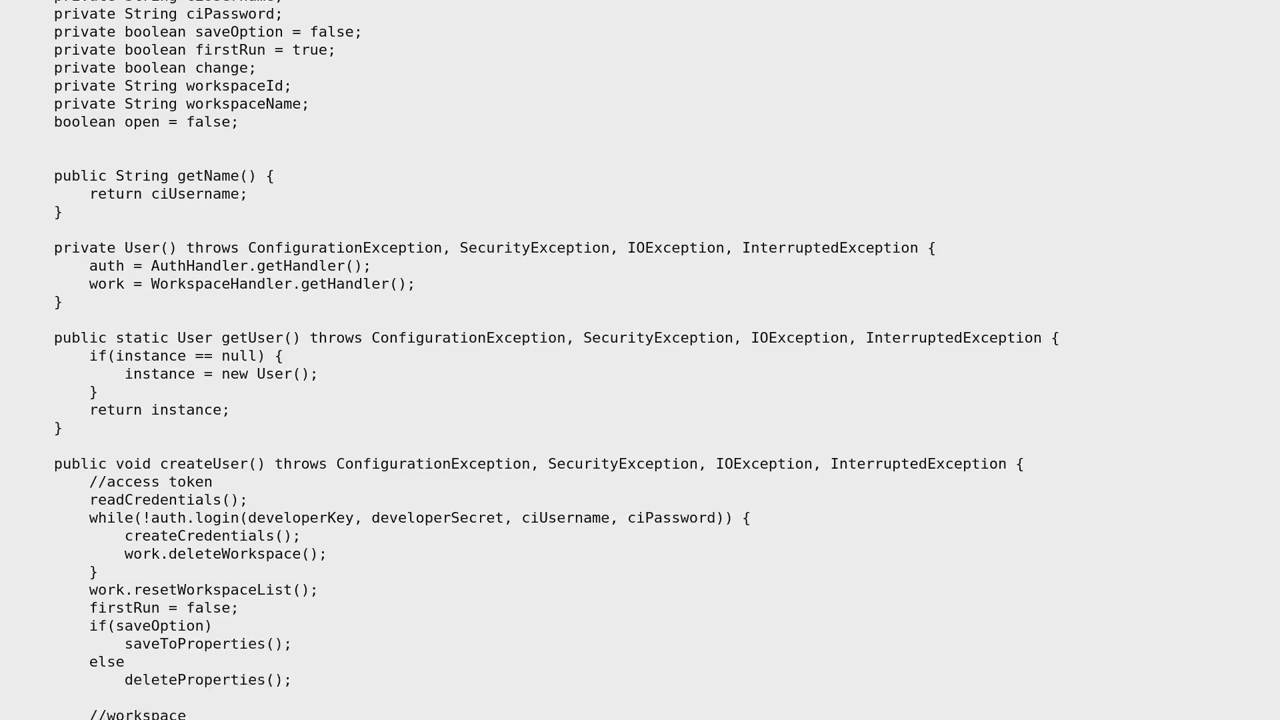 private String ciPassword;
private boolean saveOption = false;
private boolean firstRun = true;
private boolean change;
private String workspaceId;
private String workspaceName;
boolean open = false;
public String getName() {
return ciUsername;
}
private User() throws ConfigurationException, SecurityException, IOException, InterruptedException {
auth = AuthHandler.getHandler();
work = WorkspaceHandler.getHandler();
}
public static User getUser() throws ConfigurationException, SecurityException, IOException, InterruptedException {
if(instance == null) {
instance = new User();
}
return instance;
}
public void createUser() throws ConfigurationException, SecurityException, IOException, InterruptedException {
//access token
readCredentials();
while(!auth.login(developerKey, developerSecret, ciUsername, ciPassword)) {
createCredentials();
work.deleteWorkspace();
}
work.resetWorkspaceList();
firstRun = false;
if(saveOption)
saveToProperties();
else
deleteProperties();
//workspace